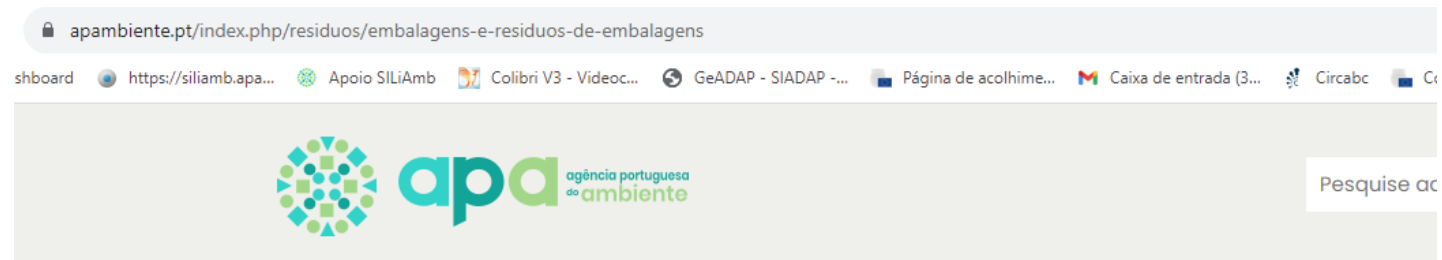 apambiente.pt/index.php/residuos/embalagens-e-residuos-de-embalagens
shboard https://siliamb.apa... Apoio SILiAmb Colibri V3 - Videoc... GeADAP - SIADAP -... Página de acolhime... Caixa de entrada (3... Circabc Co
apa agência portuguesa
do ambiente
Pesquise ac